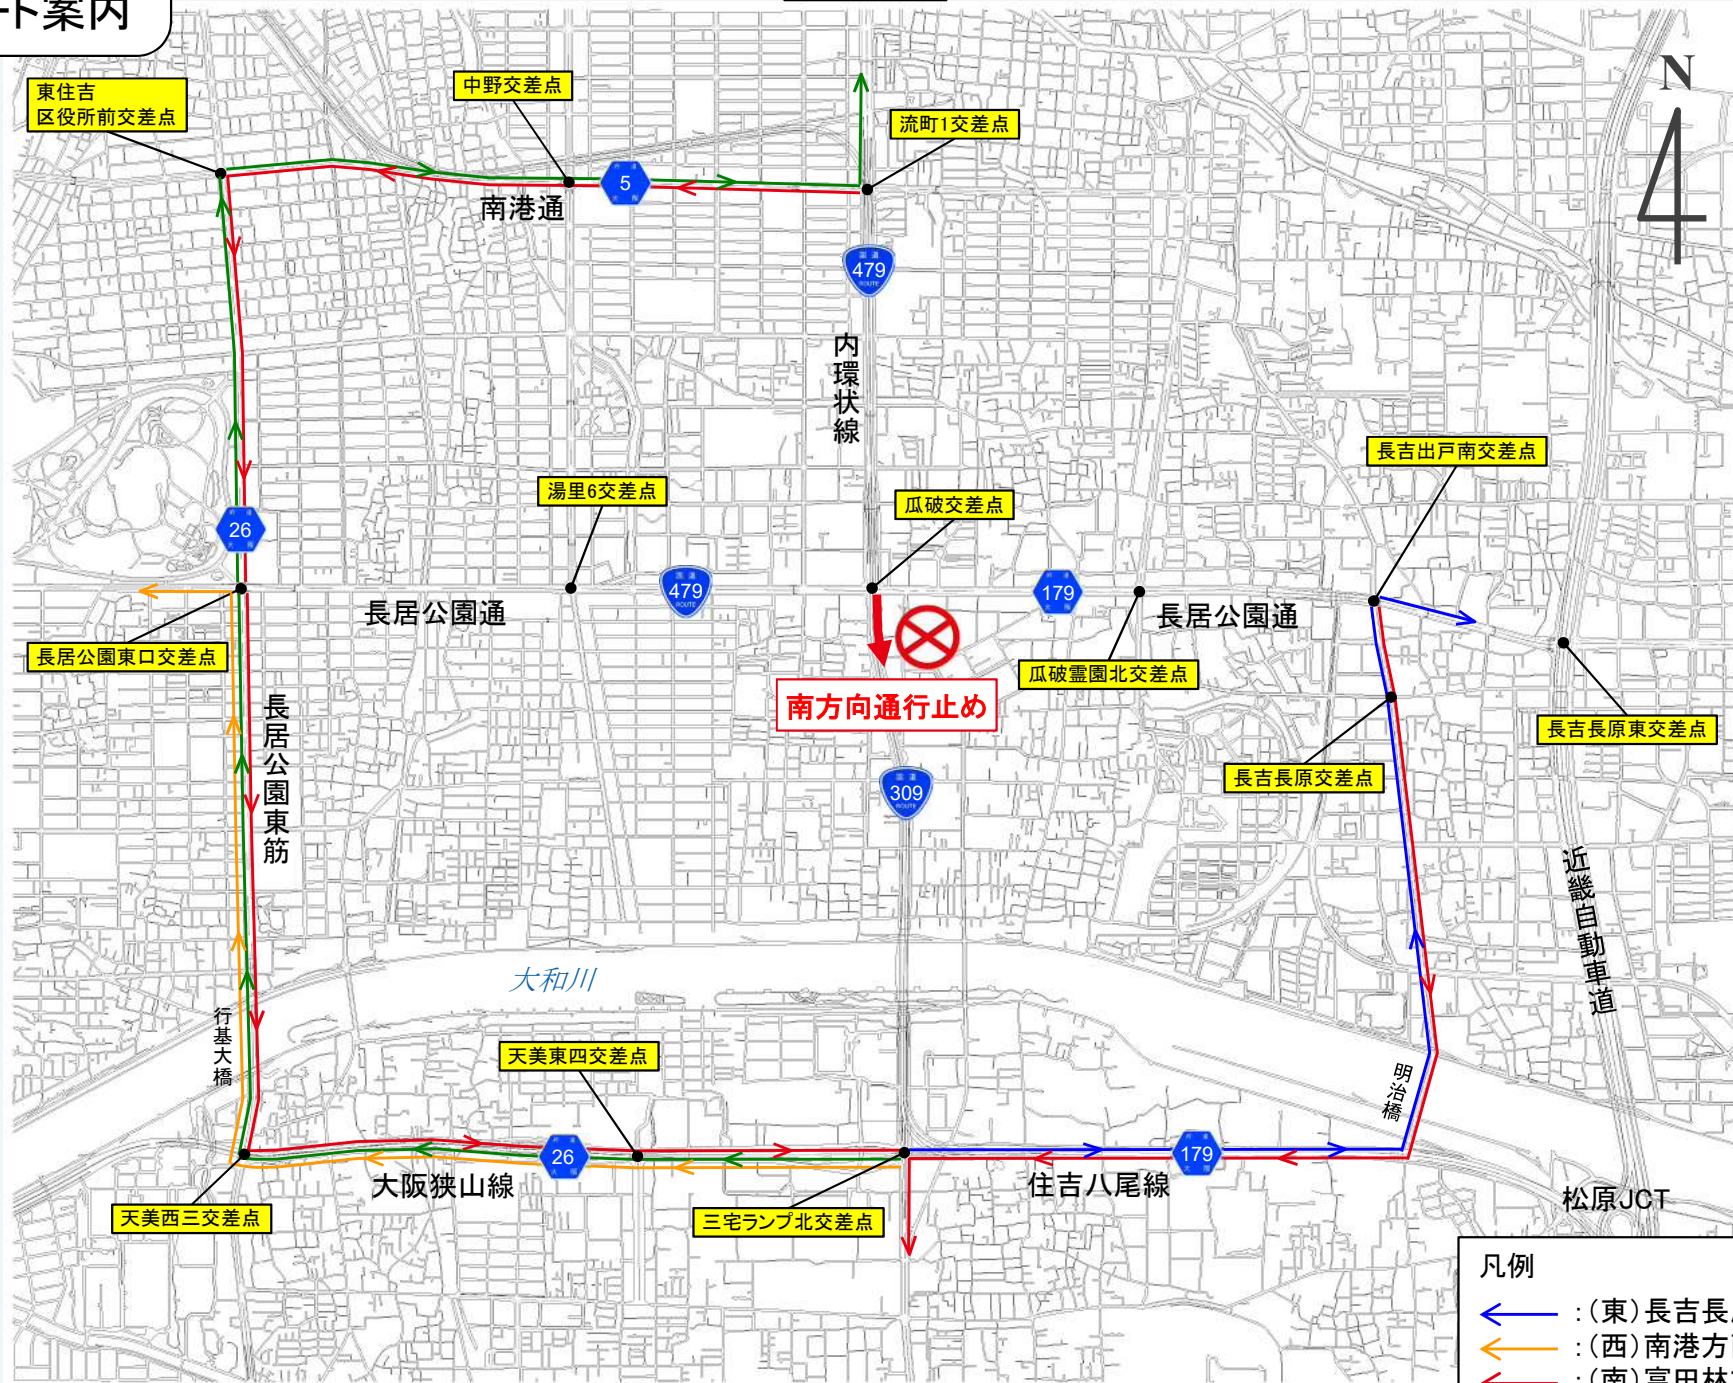 ート案内
N
東住吉
区役所前交差点
中野交差点
流町1交差点
5
南港通
479
ROUTE
内環状線
長吉出戸南交差点
湯里6交差点
瓜破交差点
26
479
ROUTE
179
長居公園通
長居公園通
長居公園東口交差点
瓜破霊園北交差点
南方向通行止め
長居公園東筋
長吉長原東交差点
長吉長原交差点
309
ROUTE
近畿自動車道
大和川
行基大橋
天美東四交差点
明治橋
26
179
大阪狭山線
住吉八尾線
天美西三交差点
三宅ランプ北交差点
松原JCT
凡例
:(東)長吉長
:(西)南港方
:(南)富田林